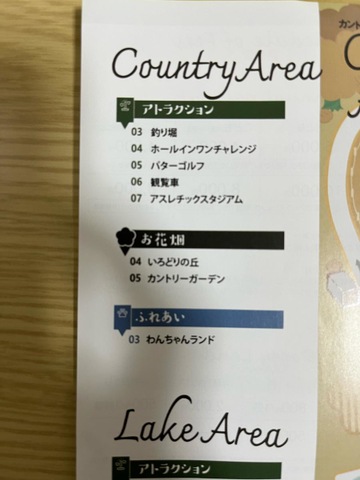 Country Area
アトラクション
03 釣り堀
04 ホールインワンチャレンジ
05 パターゴルフ
06 観覧車
07 アスレチックスタジアム
お花畑
04 いろどりの丘
05 カントリーガーデン
ふれあい
03 わんちゃんランド
Lake Area
アトラクション